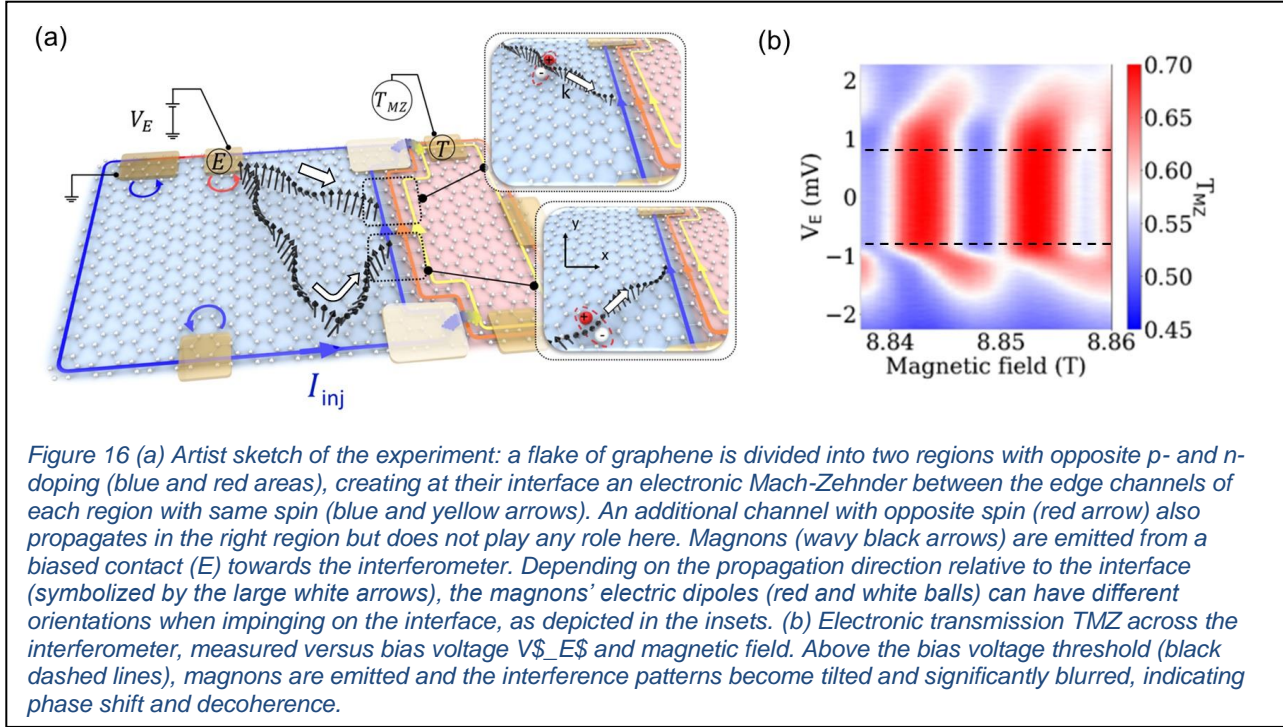 (a)
(b)
V_E
E
T_MZ
T
k
y
x
I_inj
V_E (mV)
2
1
0
−1
−2
8.84
8.85
8.86
Magnetic field (T)
0.70
0.65
0.60
0.55
0.50
0.45
T_MZ
Figure 16 (a) Artist sketch of the experiment: a flake of graphene is divided into two regions with opposite p- and n-
doping (blue and red areas), creating at their interface an electronic Mach-Zehnder between the edge channels of
each region with same spin (blue and yellow arrows). An additional channel with opposite spin (red arrow) also
propagates in the right region but does not play any role here. Magnons (wavy black arrows) are emitted from a
biased contact (E) towards the interferometer. Depending on the propagation direction relative to the interface
(symbolized by the large white arrows), the magnons' electric dipoles (red and white balls) can have different
orientations when impinging on the interface, as depicted in the insets. (b) Electronic transmission TMZ across the
interferometer, measured versus bias voltage V$_E$ and magnetic field. Above the bias voltage threshold (black
dashed lines), magnons are emitted and the interference patterns become tilted and significantly blurred, indicating
phase shift and decoherence.